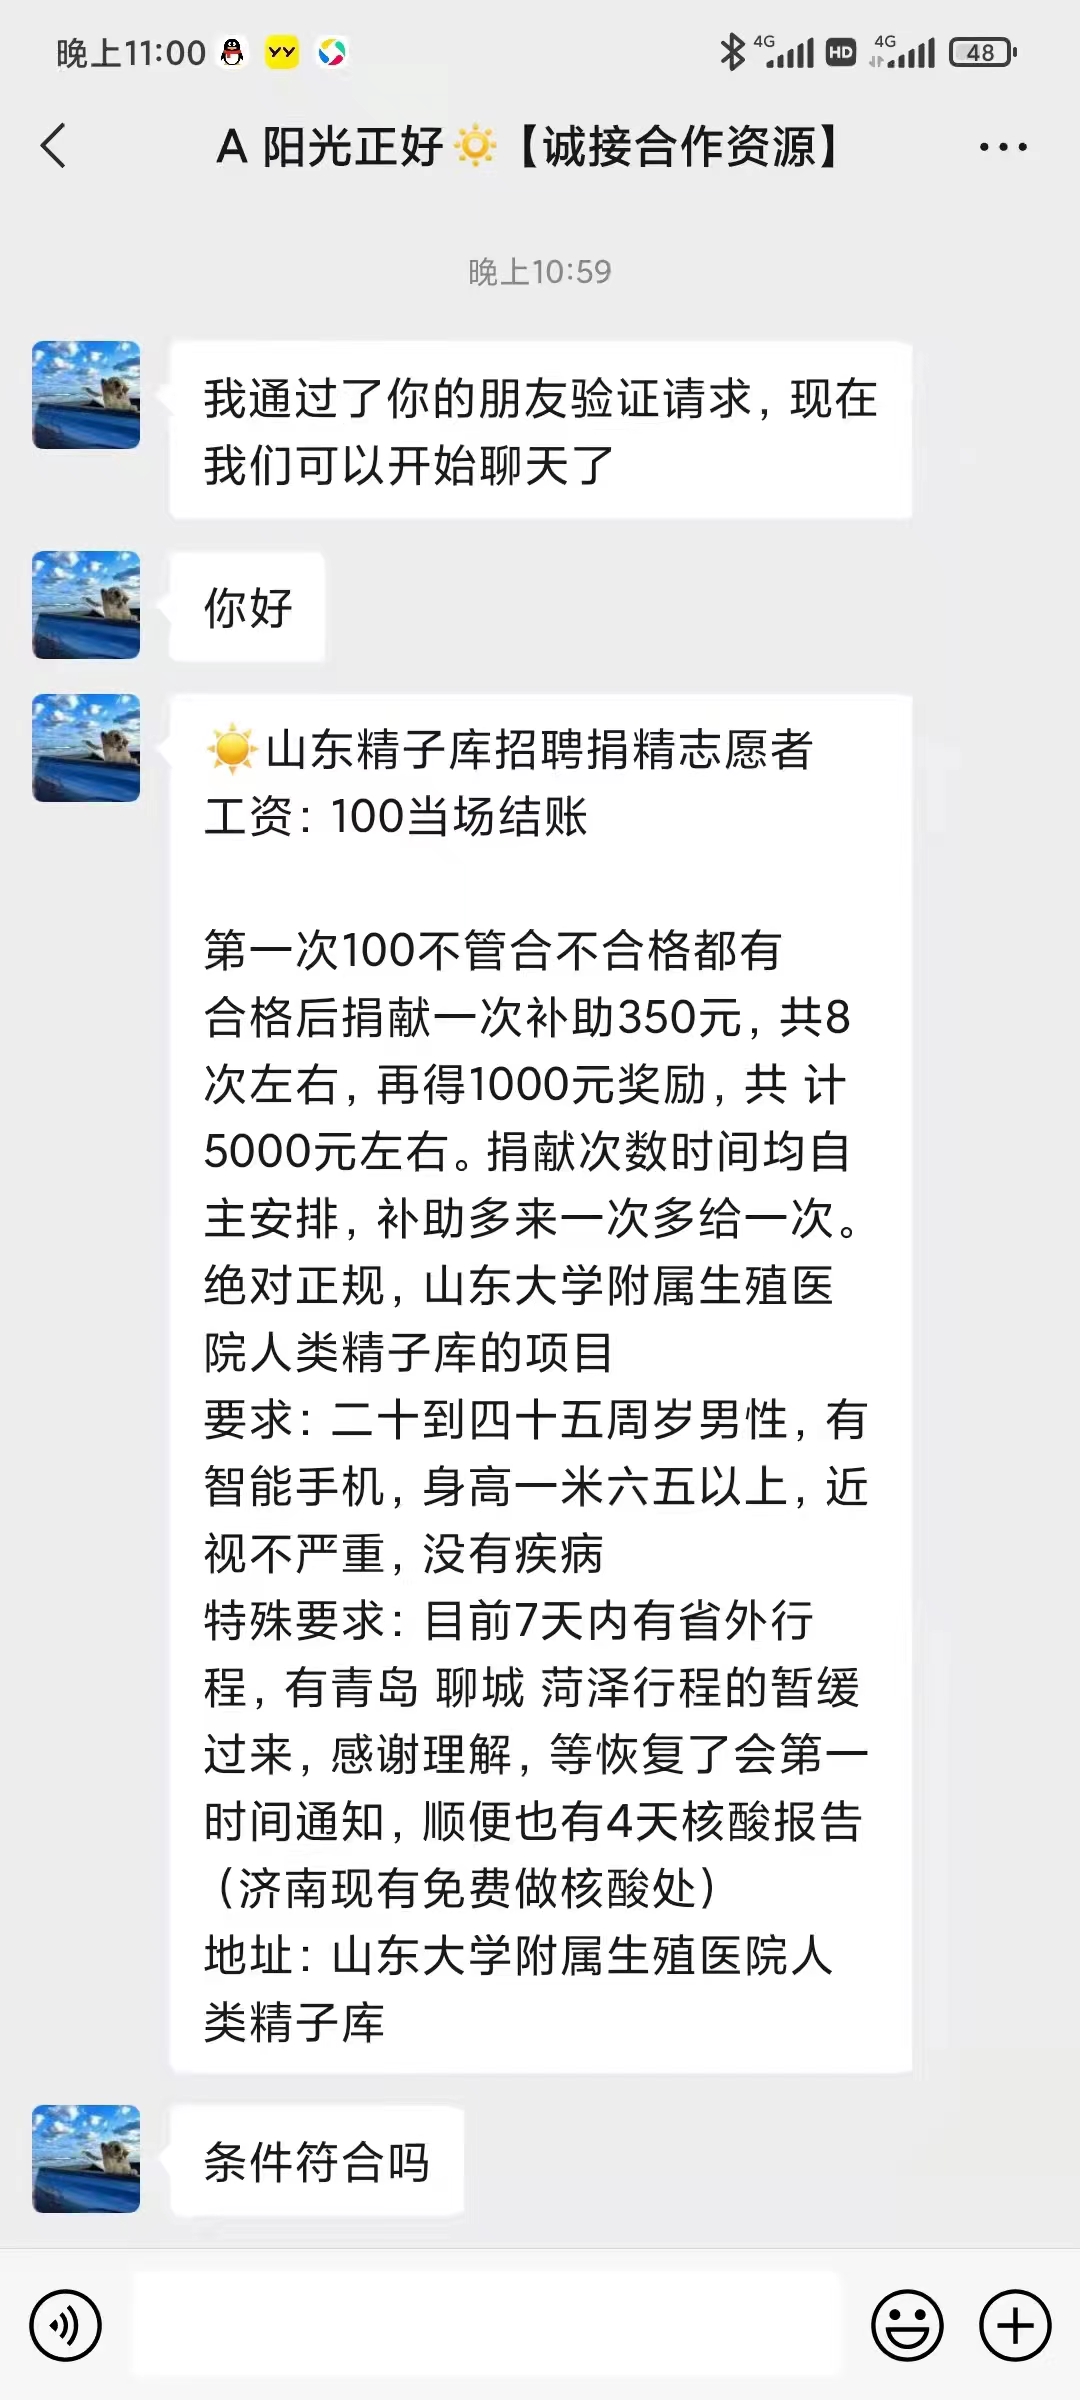 晚上11:00
4G
HD
4G
48
A 阳光正好☀️【诚接合作资源】
晚上10:59
我通过了你的朋友验证请求，现在
我们可以开始聊天了
你好
☀️山东精子库招聘捐精志愿者
工资：100当场结账
第一次100不管合不合格都有
合格后捐献一次补助350元，共8
次左右，再得1000元奖励，共 计
5000元左右。捐献次数时间均自
主安排，补助多来一次多给一次。
绝对正规，山东大学附属生殖医
院人类精子库的项目
要求：二十到四十五周岁男性，有
智能手机，身高一米六五以上，近
视不严重，没有疾病
特殊要求：目前7天内有省外行
程，有青岛 聊城 菏泽行程的暂缓
过来，感谢理解，等恢复了会第一
时间通知，顺便也有4天核酸报告
（济南现有免费做核酸处）
地址：山东大学附属生殖医院人
类精子库
条件符合吗